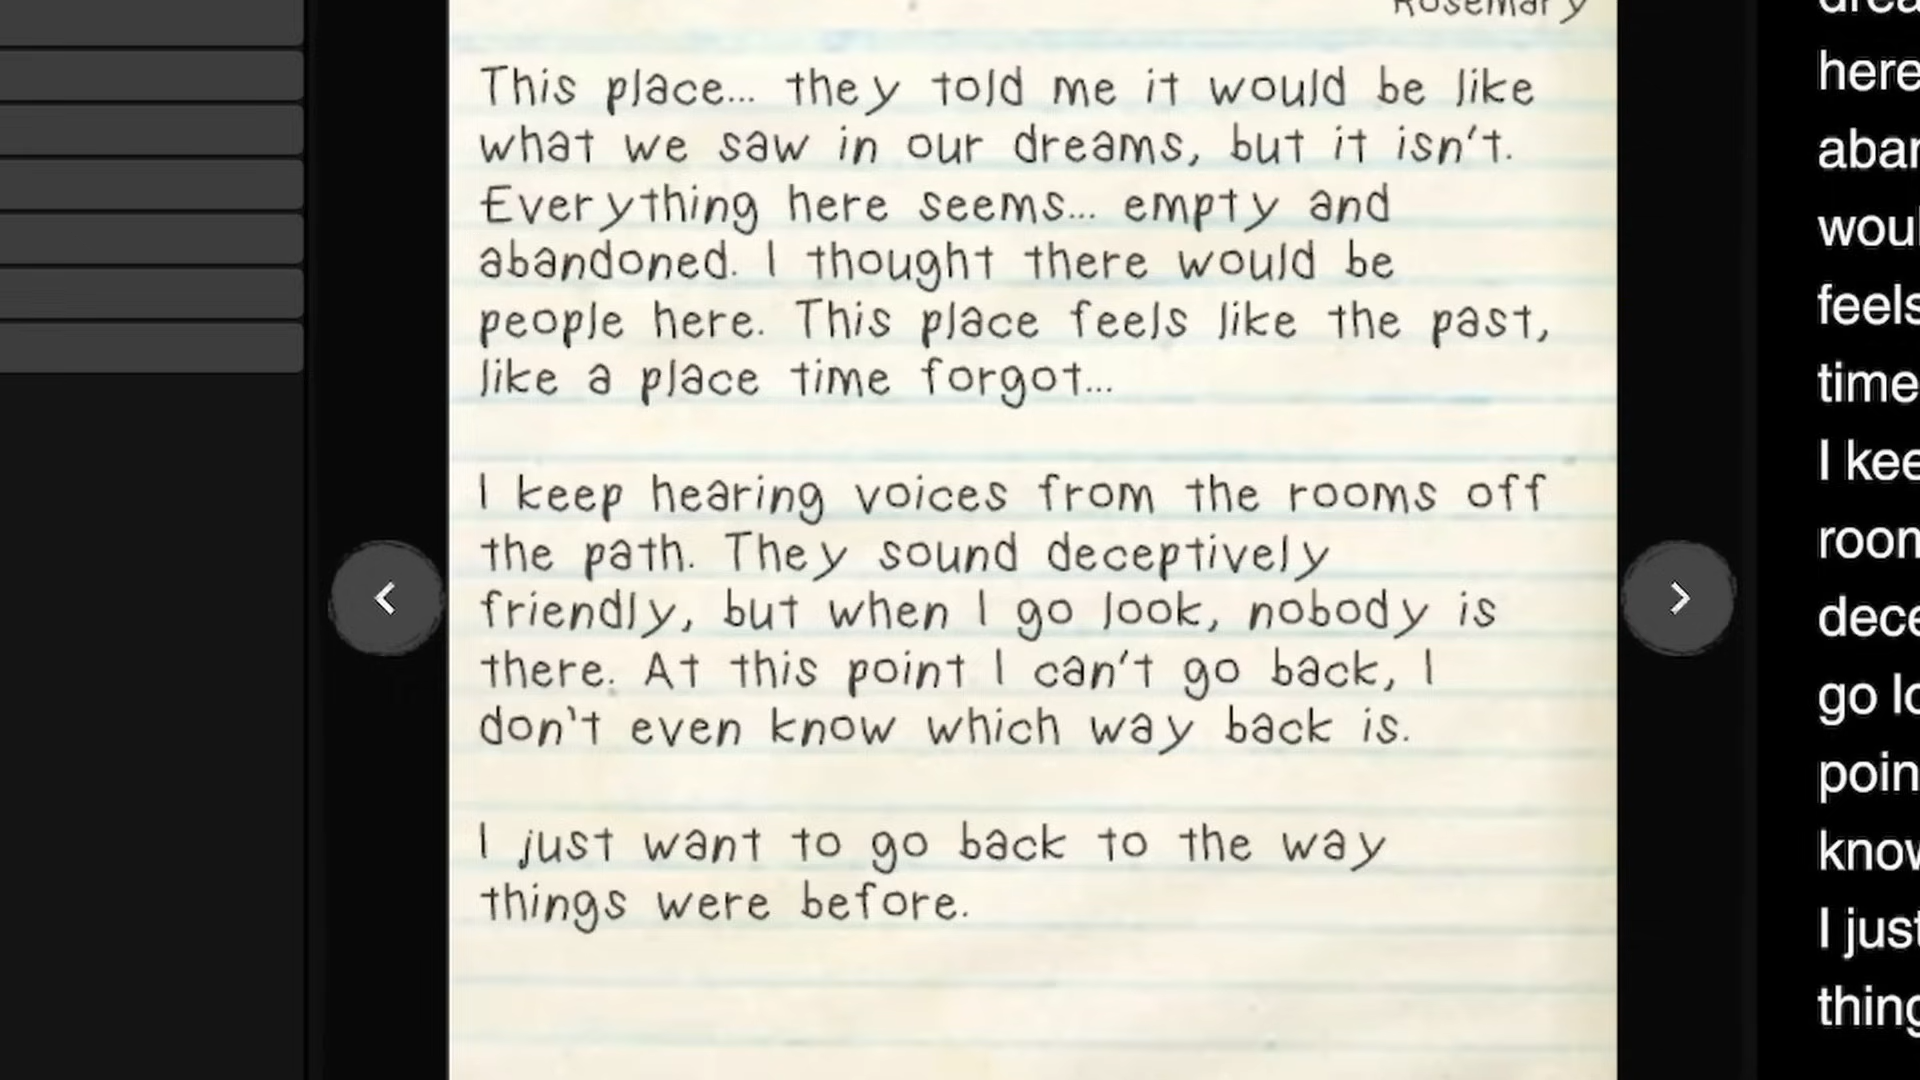 Rosemary
This place... they told me it would be like
what we saw in our dreams, but it isn't.
Everything here seems... empty and
abandoned. I thought there would be
people here. This place feels like the past,
like a place time forgot...
I keep hearing voices from the rooms off
the path. They sound deceptively
friendly, but when I go look, nobody is
there. At this point I can't go back, I
don't even know which way back is.
I just want to go back to the way
things were before.
here
feels
time
I
go
I